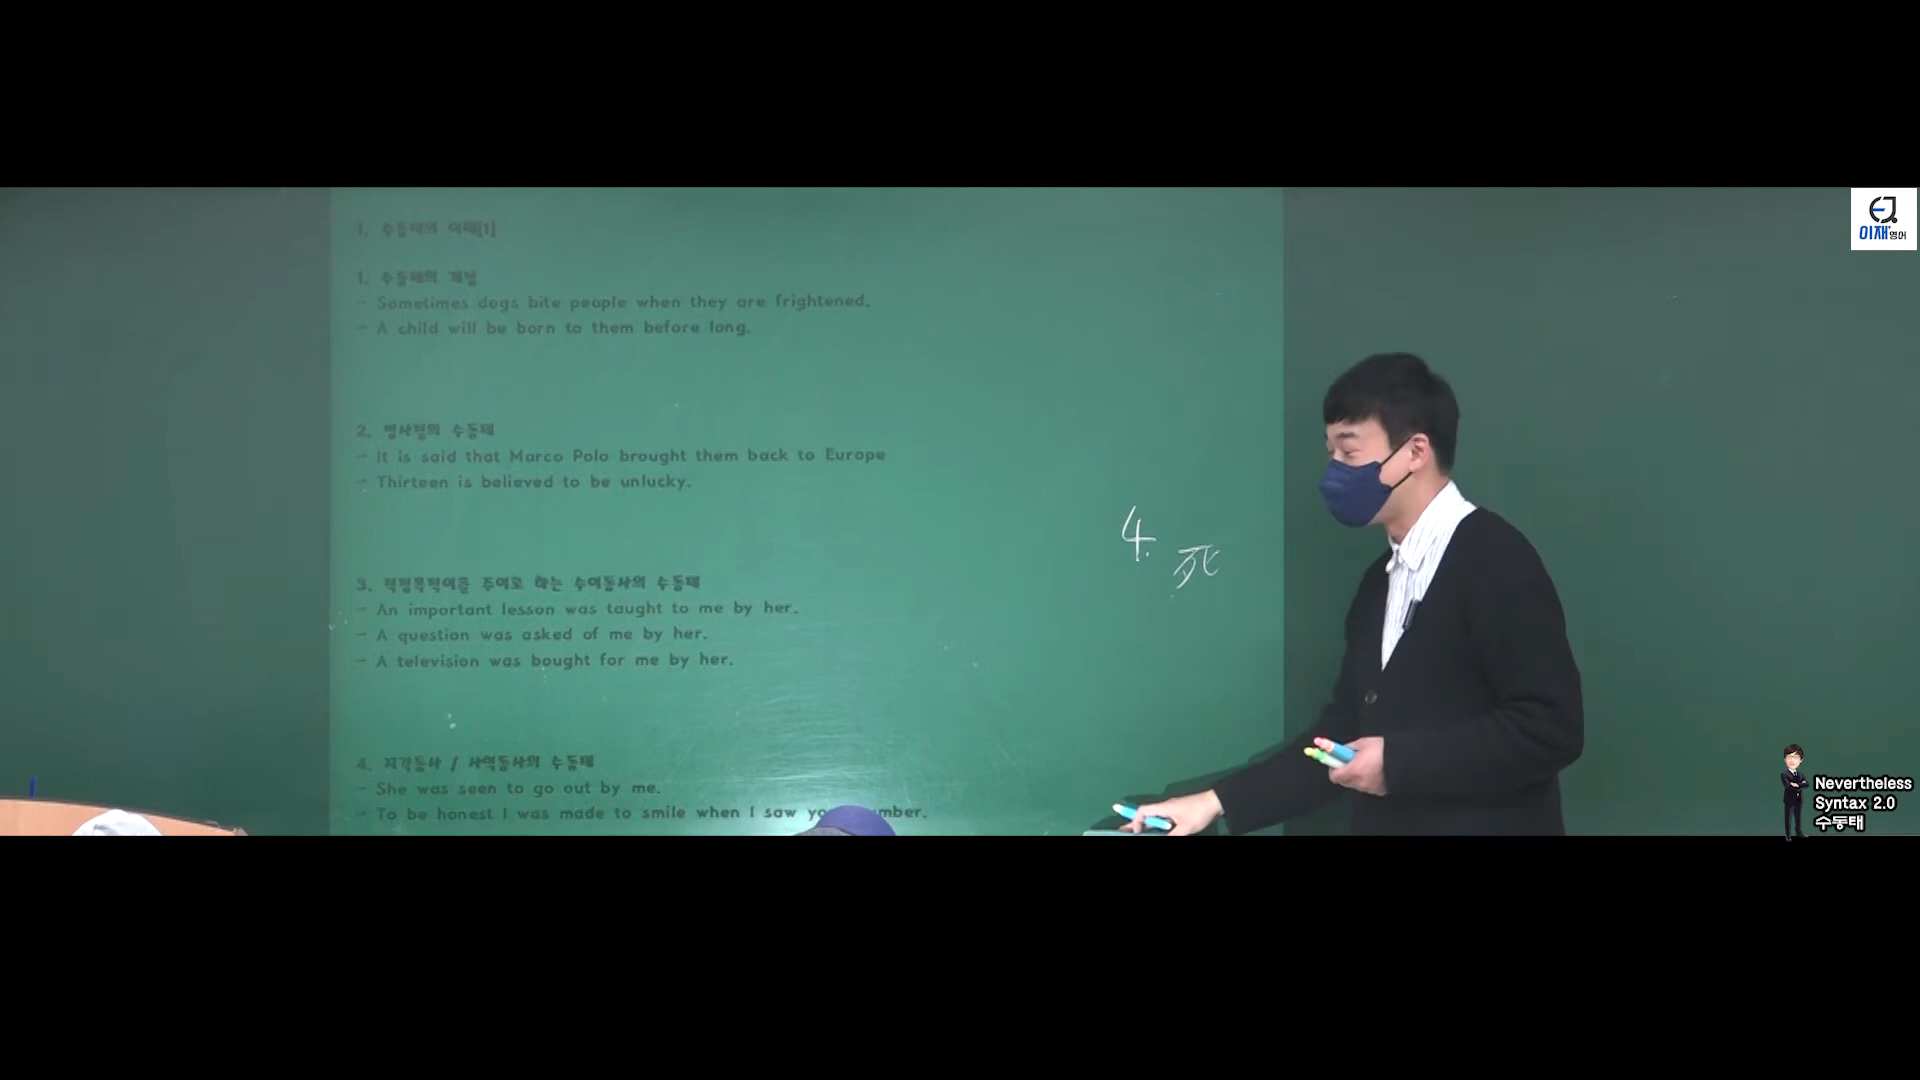 1. 수동태의 이해[1]
1. 수동태의 개념
- Sometimes dogs bite people when they are frightened.
- A child will be born to them before long.
2. 명사절의 수동태
- It is said that Marco Polo brought them back to Europe
- Thirteen is believed to be unlucky.
3. 직접목적어를 주어로 하는 수여동사의 수동태
- An important lesson was taught to me by her.
- A question was asked of me by her.
- A television was bought for me by her.
4. 지각동사 / 사역동사의 수동태
- She was seen to go out by me.
- To be honest I was made to smile when I saw
4.
死
EJ
이재영어
Nevertheless
Syntax 2.0
수동태